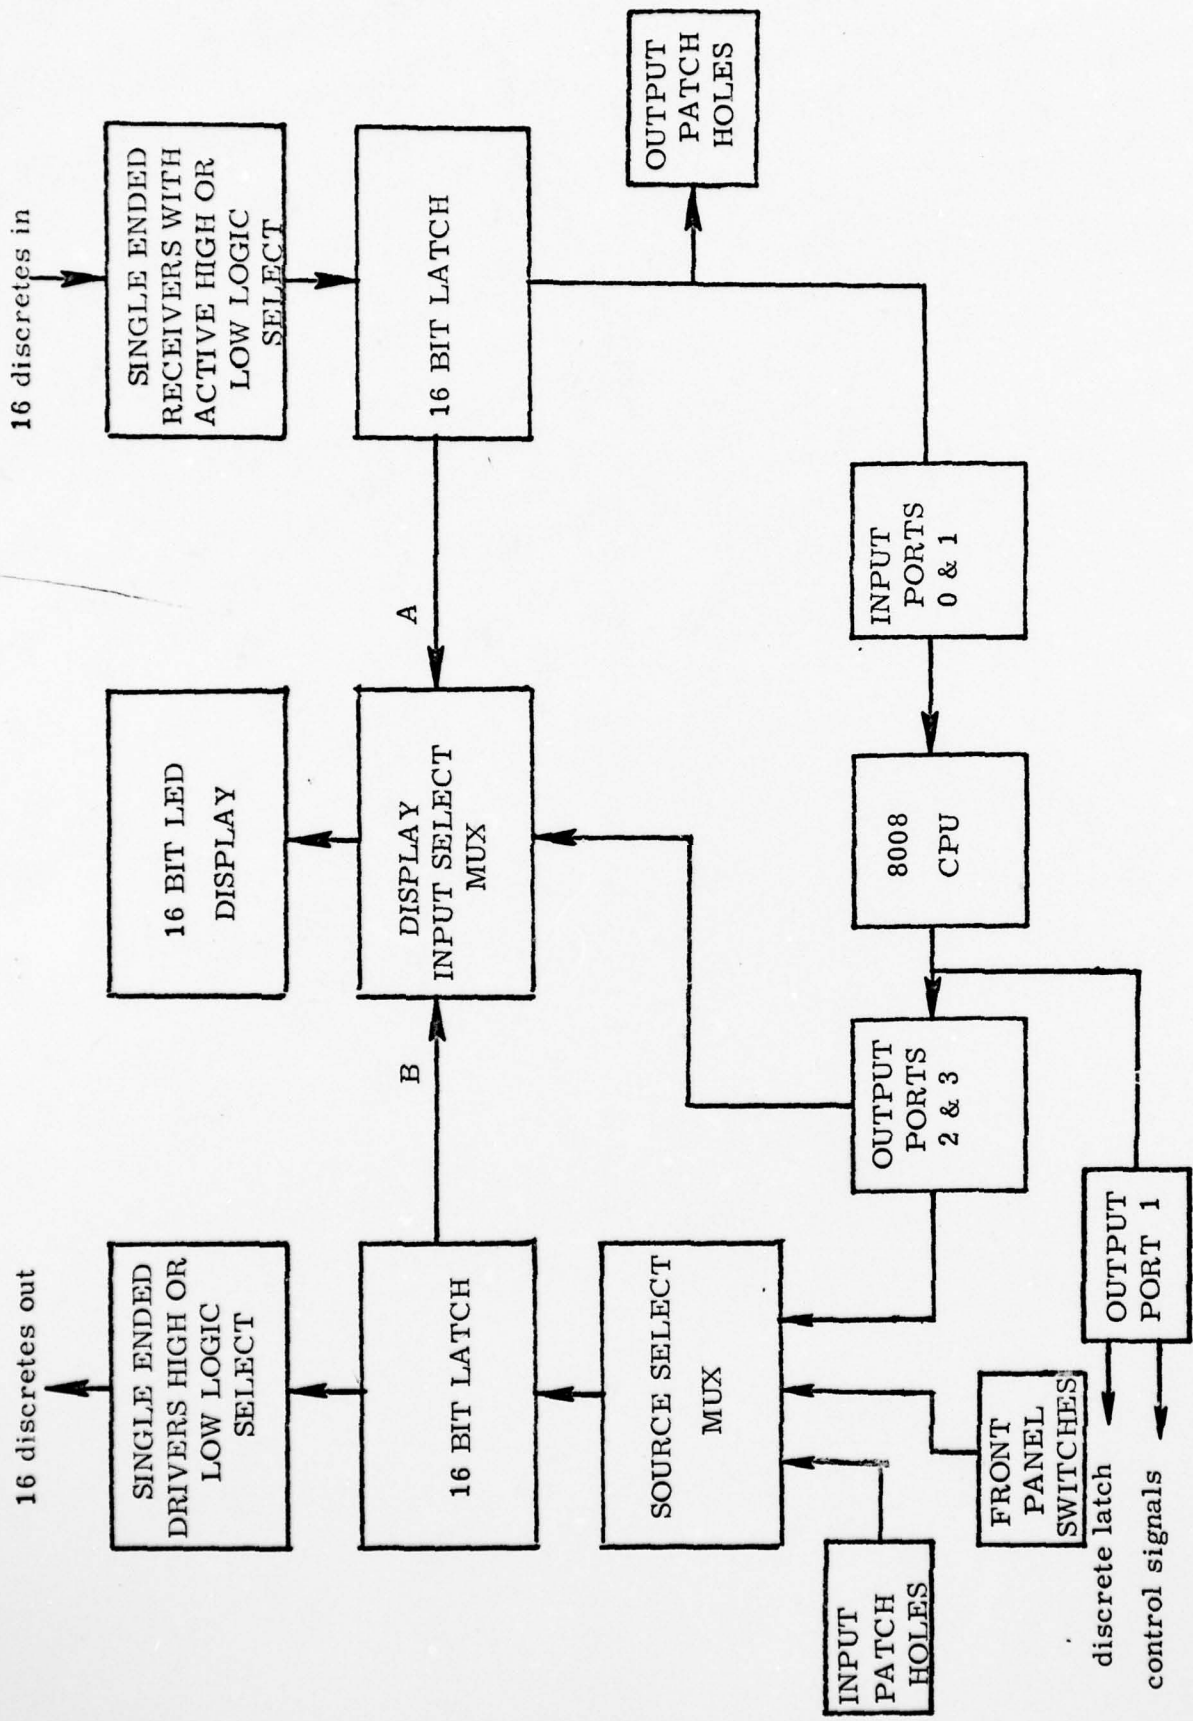 16 discretes out
16 discretes in
SINGLE ENDED
DRIVERS HIGH OR
LOW LOGIC
SELECT
16 BIT LED
DISPLAY
SINGLE ENDED
RECEIVERS WITH
ACTIVE HIGH OR
LOW LOGIC
SELECT
16 BIT LATCH
B
DISPLAY
INPUT SELECT
MUX
A
16 BIT LATCH
SOURCE SELECT
MUX
OUTPUT
PATCH
HOLES
INPUT
PATCH
HOLES
OUTPUT
PORTS
2 & 3
8008
CPU
INPUT
PORTS
0 & 1
FRONT
PANEL
SWITCHES
OUTPUT
PORT 1
discrete latch
control signals